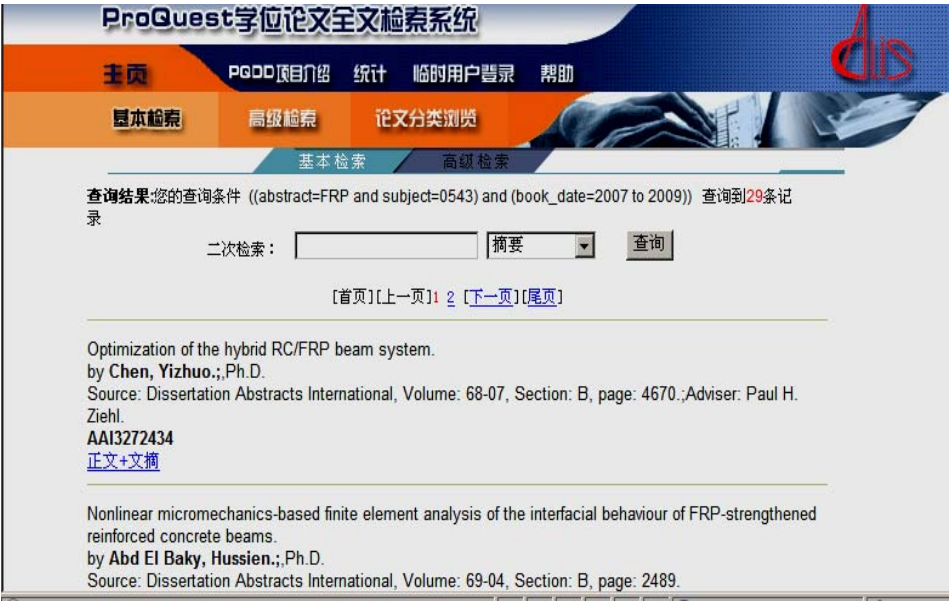 ProQuest学位论文全文检索系统
主页 PGDD项目介绍 统计 临时用户登录 帮助
基本检索 高级检索 论文分类浏览
基本检索 高级检索
查询结果:您的查询条件 ((abstract=FRP and subject=0543) and (book_date=2007 to 2009)) 查询到29条记
录
二次检索： 摘要 查询
[首页][上一页]1 2 [下一页][尾页]
Optimization of the hybrid RC/FRP beam system.
by Chen, Yizhuo.;,Ph.D.
Source: Dissertation Abstracts International, Volume: 68-07, Section: B, page: 4670.;Adviser: Paul H.
Ziehl.
AAI3272434
正文+文摘
Nonlinear micromechanics-based finite element analysis of the interfacial behaviour of FRP-strengthened
reinforced concrete beams.
by Abd El Baky, Hussien.;,Ph.D.
Source: Dissertation Abstracts International, Volume: 69-04, Section: B, page: 2489.